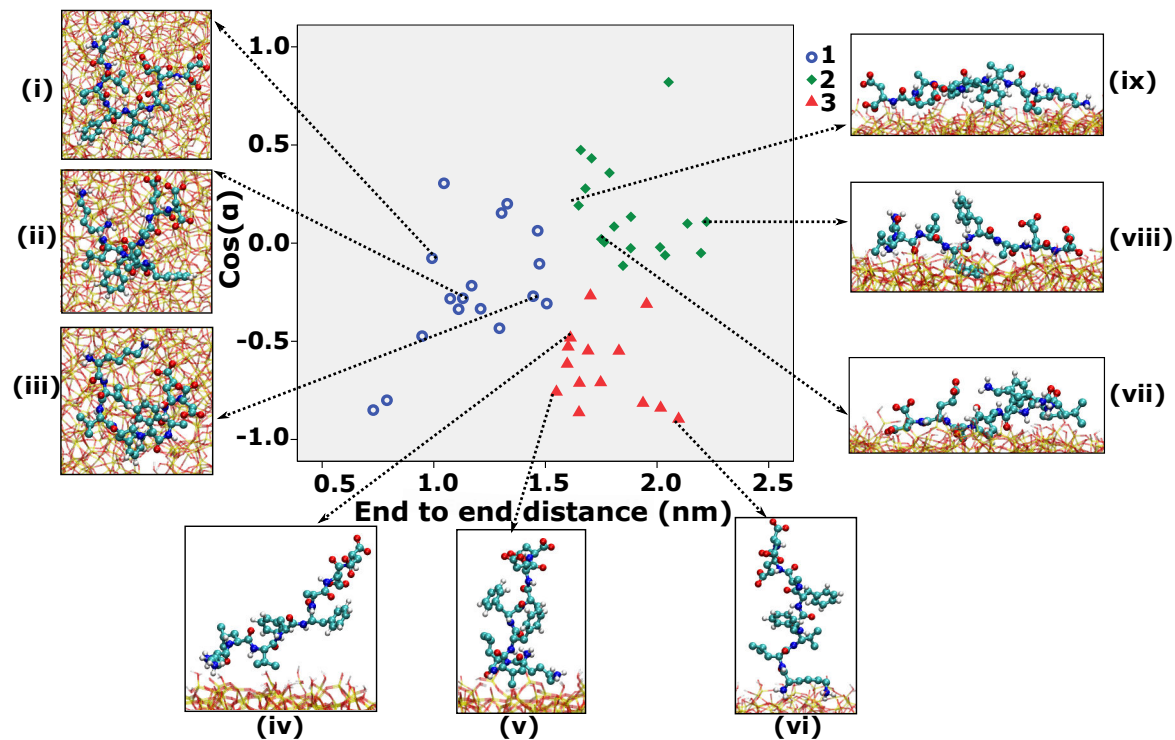 (i)
(ii)
(iii)
1.0
0.5
0.0
-0.5
-1.0
Cos(α)
1
2
3
(ix)
(viii)
(vii)
0.5 1.0 1.5 2.0 2.5
End to end distance (nm)
(iv)
(v)
(vi)